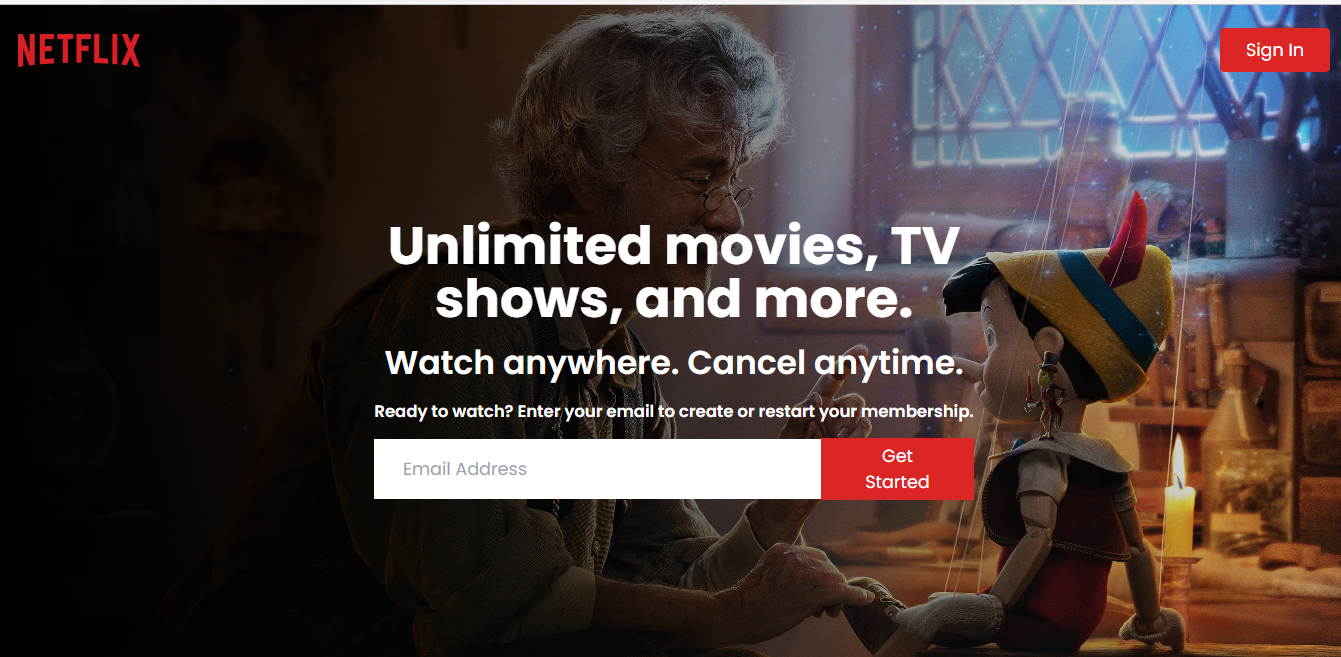 NETFLIX
Sign In
Unlimited movies, TV
shows, and more.
Watch anywhere. Cancel anytime.
Ready to watch? Enter your email to create or restart your membership.
Email Address
Get
Started